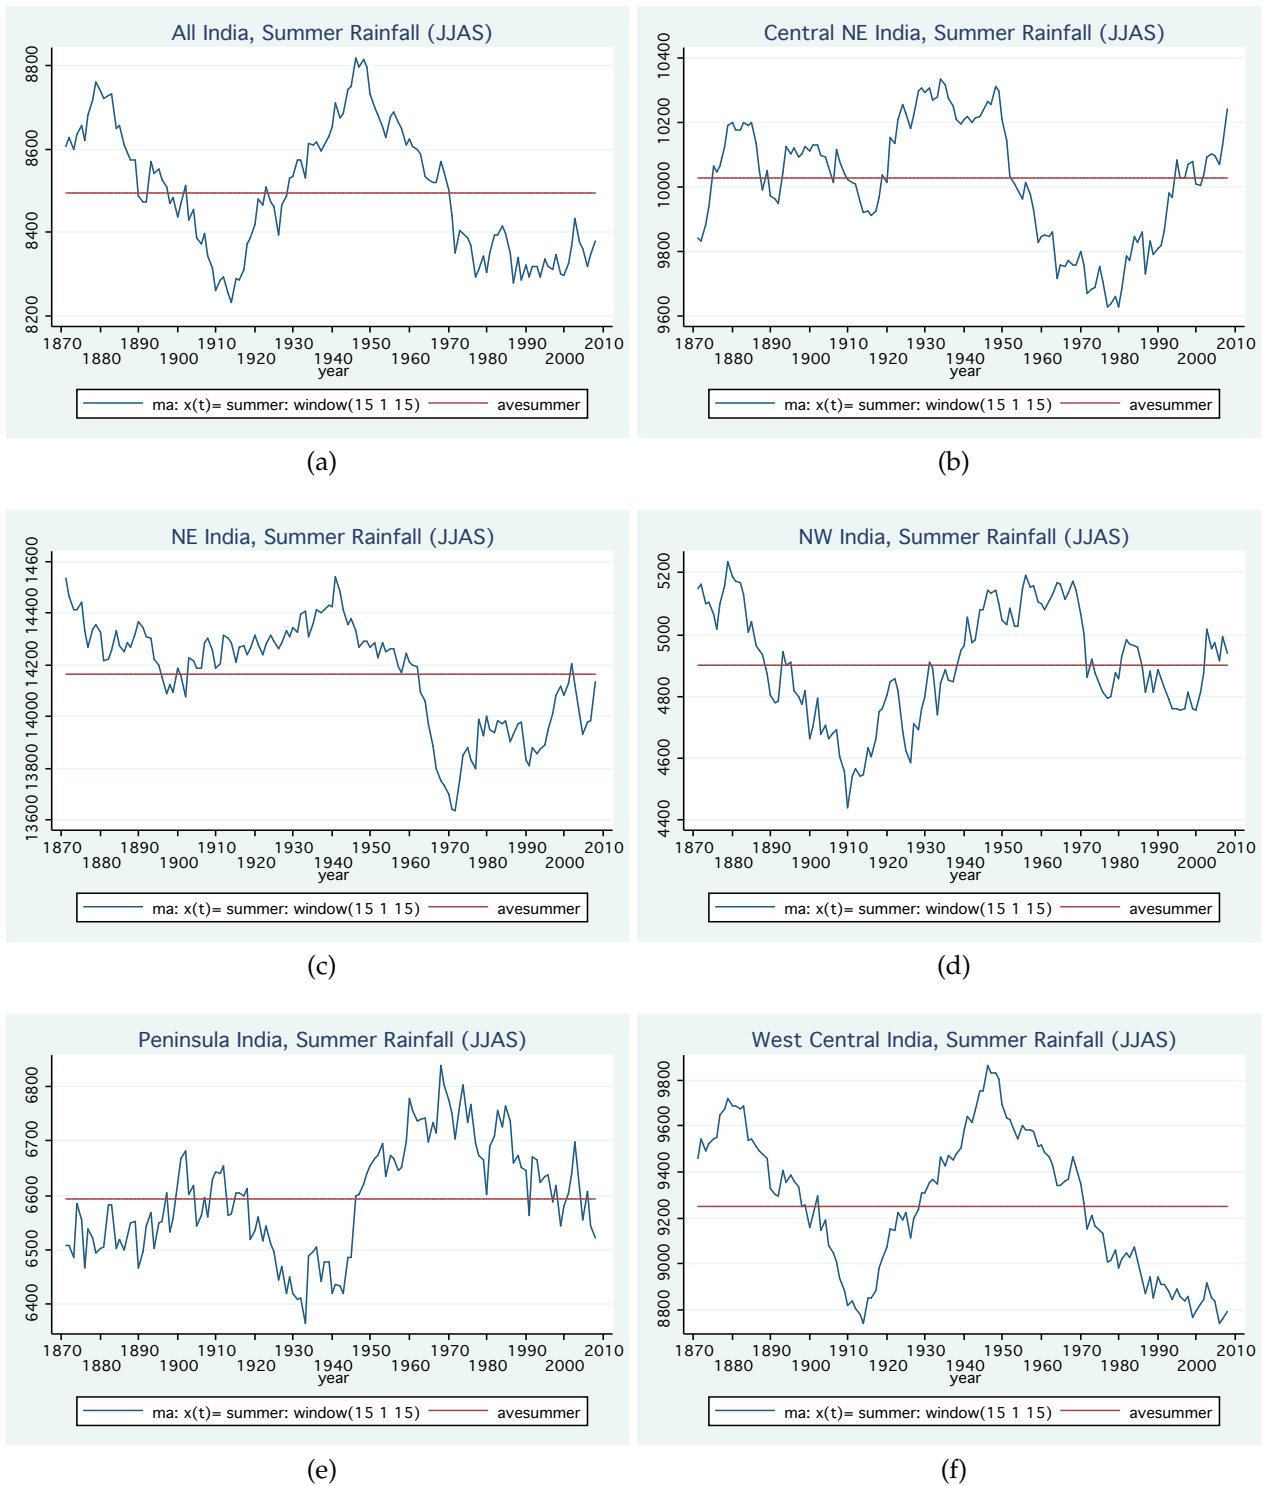 All India, Summer Rainfall (JJAS)
8800
8600
8400
8200
1870 1890 1910 1930 1950 1970 1990 2010
1880 1900 1920 1940 1960 1980 2000
year
ma: x(t)= summer: window(15 1 15) avesummer
(a)
Central NE India, Summer Rainfall (JJAS)
10400
10200
10000
9800
9600
1870 1890 1910 1930 1950 1970 1990 2010
1880 1900 1920 1940 1960 1980 2000
year
ma: x(t)= summer: window(15 1 15) avesummer
(b)
NE India, Summer Rainfall (JJAS)
14600
14400
14200
14000
13800
13600
1870 1890 1910 1930 1950 1970 1990 2010
1880 1900 1920 1940 1960 1980 2000
year
ma: x(t)= summer: window(15 1 15) avesummer
(c)
NW India, Summer Rainfall (JJAS)
5200
5000
4800
4600
4400
1870 1890 1910 1930 1950 1970 1990 2010
1880 1900 1920 1940 1960 1980 2000
year
ma: x(t)= summer: window(15 1 15) avesummer
(d)
Peninsula India, Summer Rainfall (JJAS)
6800
6700
6600
6500
6400
1870 1890 1910 1930 1950 1970 1990 2010
1880 1900 1920 1940 1960 1980 2000
year
ma: x(t)= summer: window(15 1 15) avesummer
(e)
West Central India, Summer Rainfall (JJAS)
9800
9600
9400
9200
9000
8800
1870 1890 1910 1930 1950 1970 1990 2010
1880 1900 1920 1940 1960 1980 2000
year
ma: x(t)= summer: window(15 1 15) avesummer
(f)